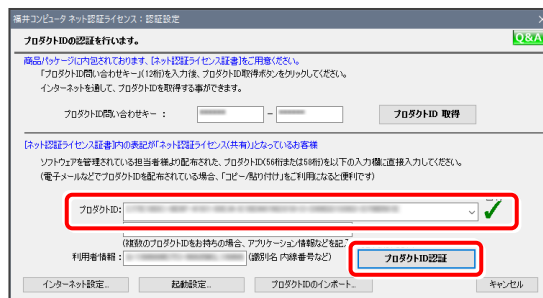 福井コンピュータ ネット認証ライセンス：認証設定
プロダクトIDの認証を行います。
Q&A
商品パッケージに内包されております、[ネット認証ライセンス証書]をご用意ください。
「プロダクトID問い合わせキー」(12桁)を入力後、プロダクトID取得ボタンをクリックしてください。
インターネットを通して、プロダクトIDを取得する事ができます。
プロダクトID問い合わせキー ： － プロダクトID 取得
[ネット認証ライセンス証書]内の表記が「ネット認証ライセンス(共有)」となっているお客様
ソフトウェアを管理されている担当者様より配布された、プロダクトID(56桁または58桁)を以下の入力欄に直接入力してください。
(電子メールなどでプロダクトIDを配布されている場合、「コピー/貼り付け」をご利用になると便利です)
プロダクトID：
(複数のプロダクトIDをお持ちの場合、アプリケーション情報などを記入
利用者情報： (識別名 内線番号など) プロダクトID認証
インターネット設定... 起動設定... プロダクトIDのインポート... キャンセル